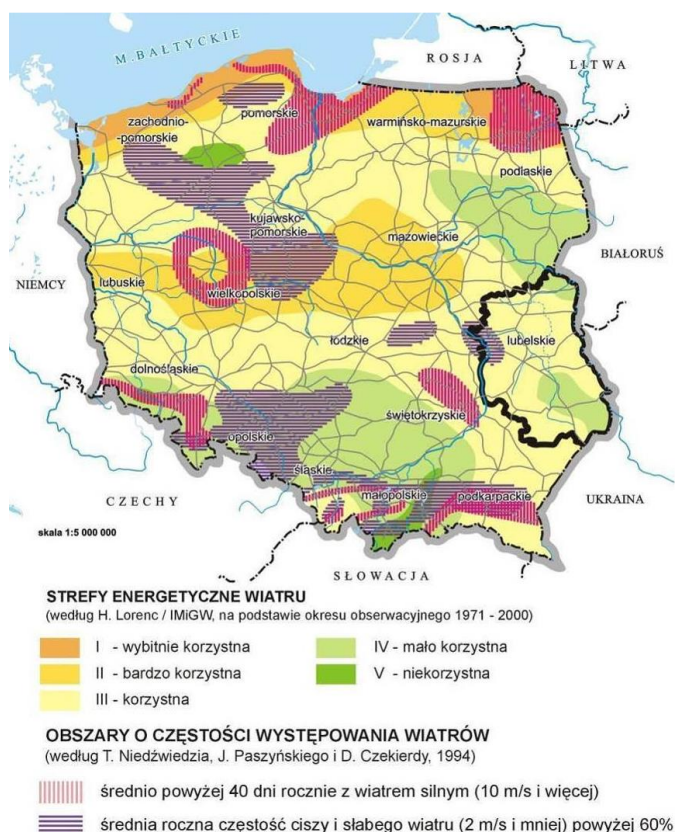 M. BAŁTYCKIE
ROSJA
LITWA
zachodnio-
-pomorskie
pomorskie
warmińsko-mazurskie
podlaskie
kujawsko-
pomorskie
mazowieckie
BIAŁORUŚ
NIEMCY
lubuskie
wielkopolskie
łódzkie
lubelskie
dolnośląskie
świętokrzyskie
opolskie
śląskie
małopolskie
podkarpackie
CZECHY
UKRAINA
skala 1:5 000 000
SŁOWACJA
STREFY ENERGETYCZNE WIATRU
(według H. Lorenc / IMiGW, na podstawie okresu obserwacyjnego 1971 - 2000)
I - wybitnie korzystna
II - bardzo korzystna
III - korzystna
IV - mało korzystna
V - niekorzystna
OBSZARY O CZĘSTOŚCI WYSTĘPOWANIA WIATRÓW
(według T. Niedźwiedzia, J. Paszyńskiego i D. Czekierdy, 1994)
średnio powyżej 40 dni rocznie z wiatrem silnym (10 m/s i więcej)
średnia roczna częstość ciszy i słabego wiatru (2 m/s i mniej) powyżej 60%